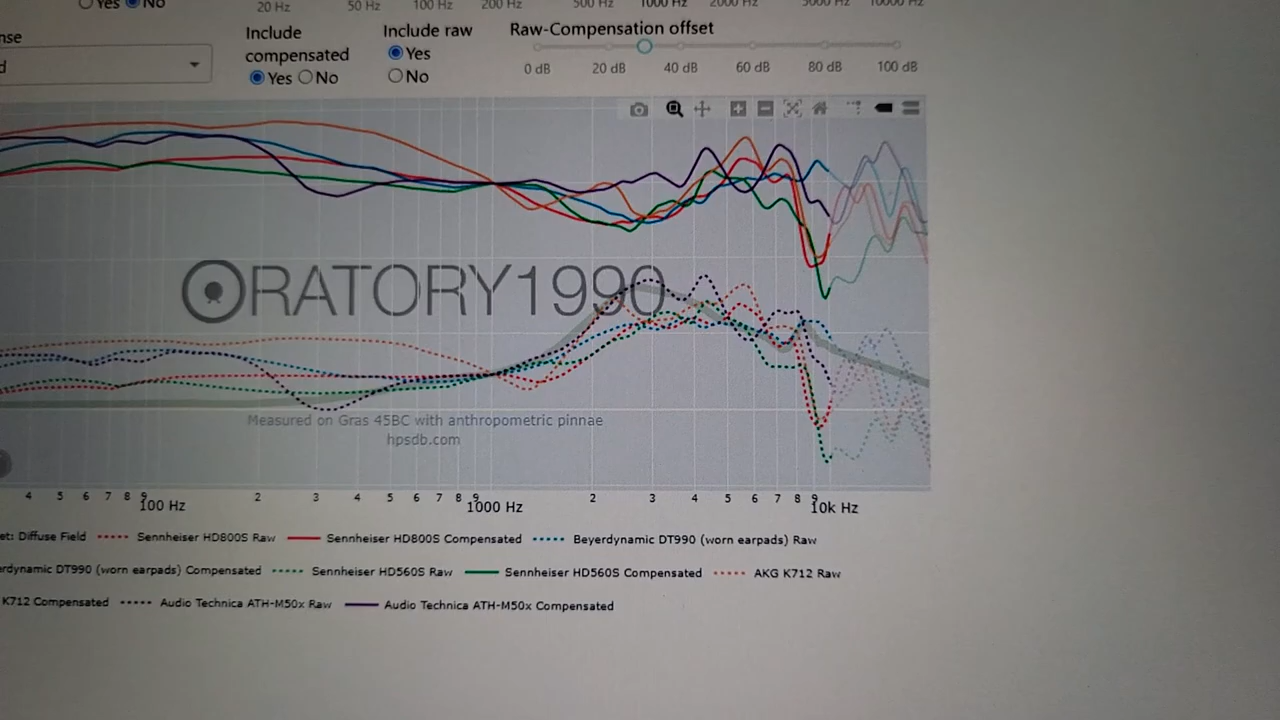 Yes No
20 Hz 50 Hz 100 Hz 200 Hz 500 Hz 1000 Hz 2000 Hz 5000 Hz 10000 Hz
Include compensated
Yes No
Include raw
Yes
No
Raw-Compensation offset
0 dB 20 dB 40 dB 60 dB 80 dB 100 dB
ORATORY1990
Measured on Gras 45BC with anthropometric pinnae
hpsdb.com
4 5 6 7 8 9 2 3 4 5 6 7 8 9 2 3 4 5 6 7 8 9
100 Hz 1000 Hz 10k Hz
et: Diffuse Field Sennheiser HD800S Raw Sennheiser HD800S Compensated Beyerdynamic DT990 (worn earpads) Raw
erdynamic DT990 (worn earpads) Compensated Sennheiser HD560S Raw Sennheiser HD560S Compensated AKG K712 Raw
K712 Compensated Audio Technica ATH-M50x Raw Audio Technica ATH-M50x Compensated